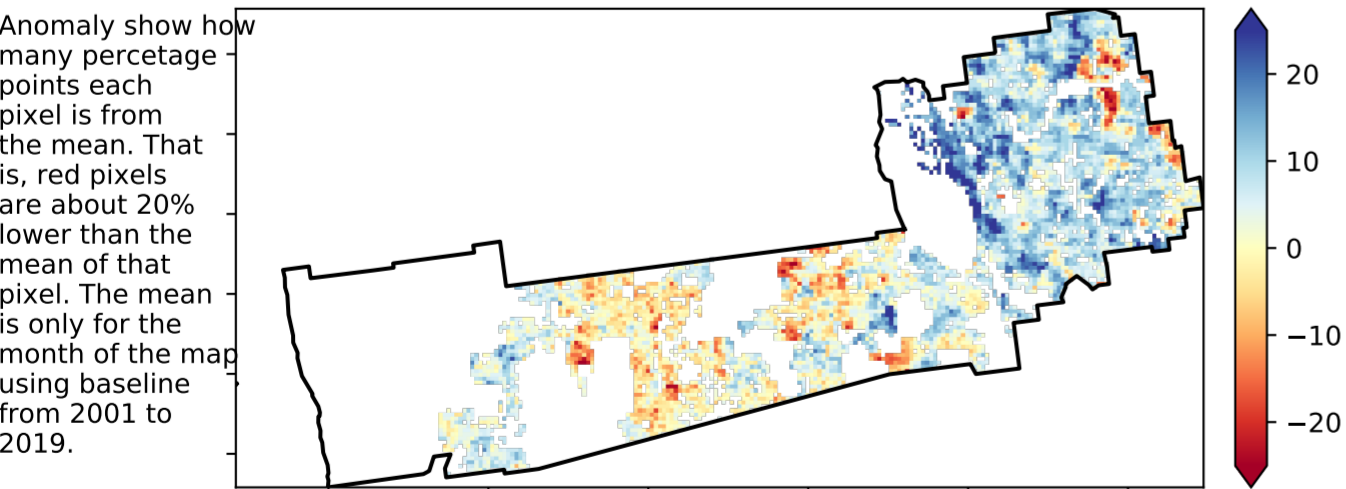 Anomaly show how
many percetage
points each
pixel is from
the mean. That
is, red pixels
are about 20%
lower than the
mean of that
pixel. The mean
is only for the
month of the map
using baseline
from 2001 to
2019.
20
10
0
−10
−20